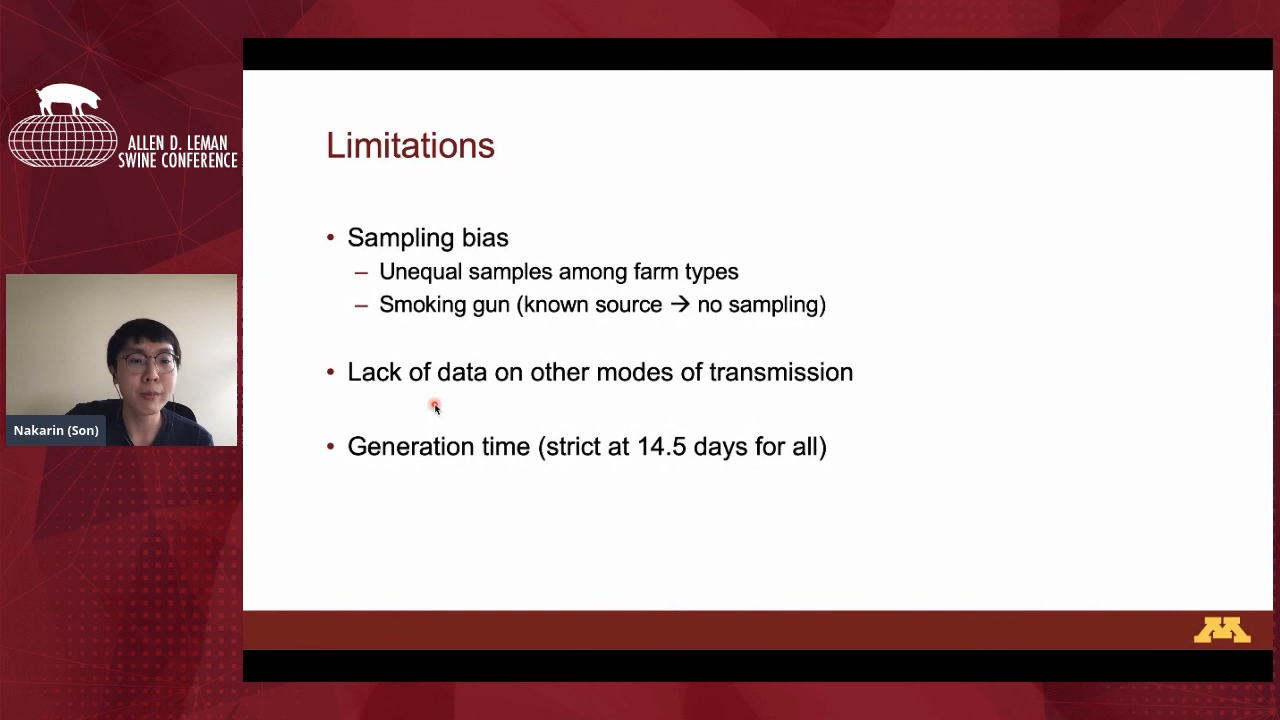 ALLEN D. LEMAN
SWINE CONFERENCE
Nakarin (Son)
Limitations
• Sampling bias
– Unequal samples among farm types
– Smoking gun (known source → no sampling)
• Lack of data on other modes of transmission
• Generation time (strict at 14.5 days for all)
M